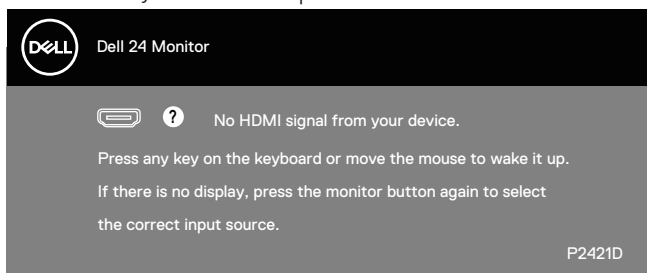 DELL
Dell 24 Monitor
? No HDMI signal from your device.
Press any key on the keyboard or move the mouse to wake it up.
If there is no display, press the monitor button again to select
the correct input source.
P2421D